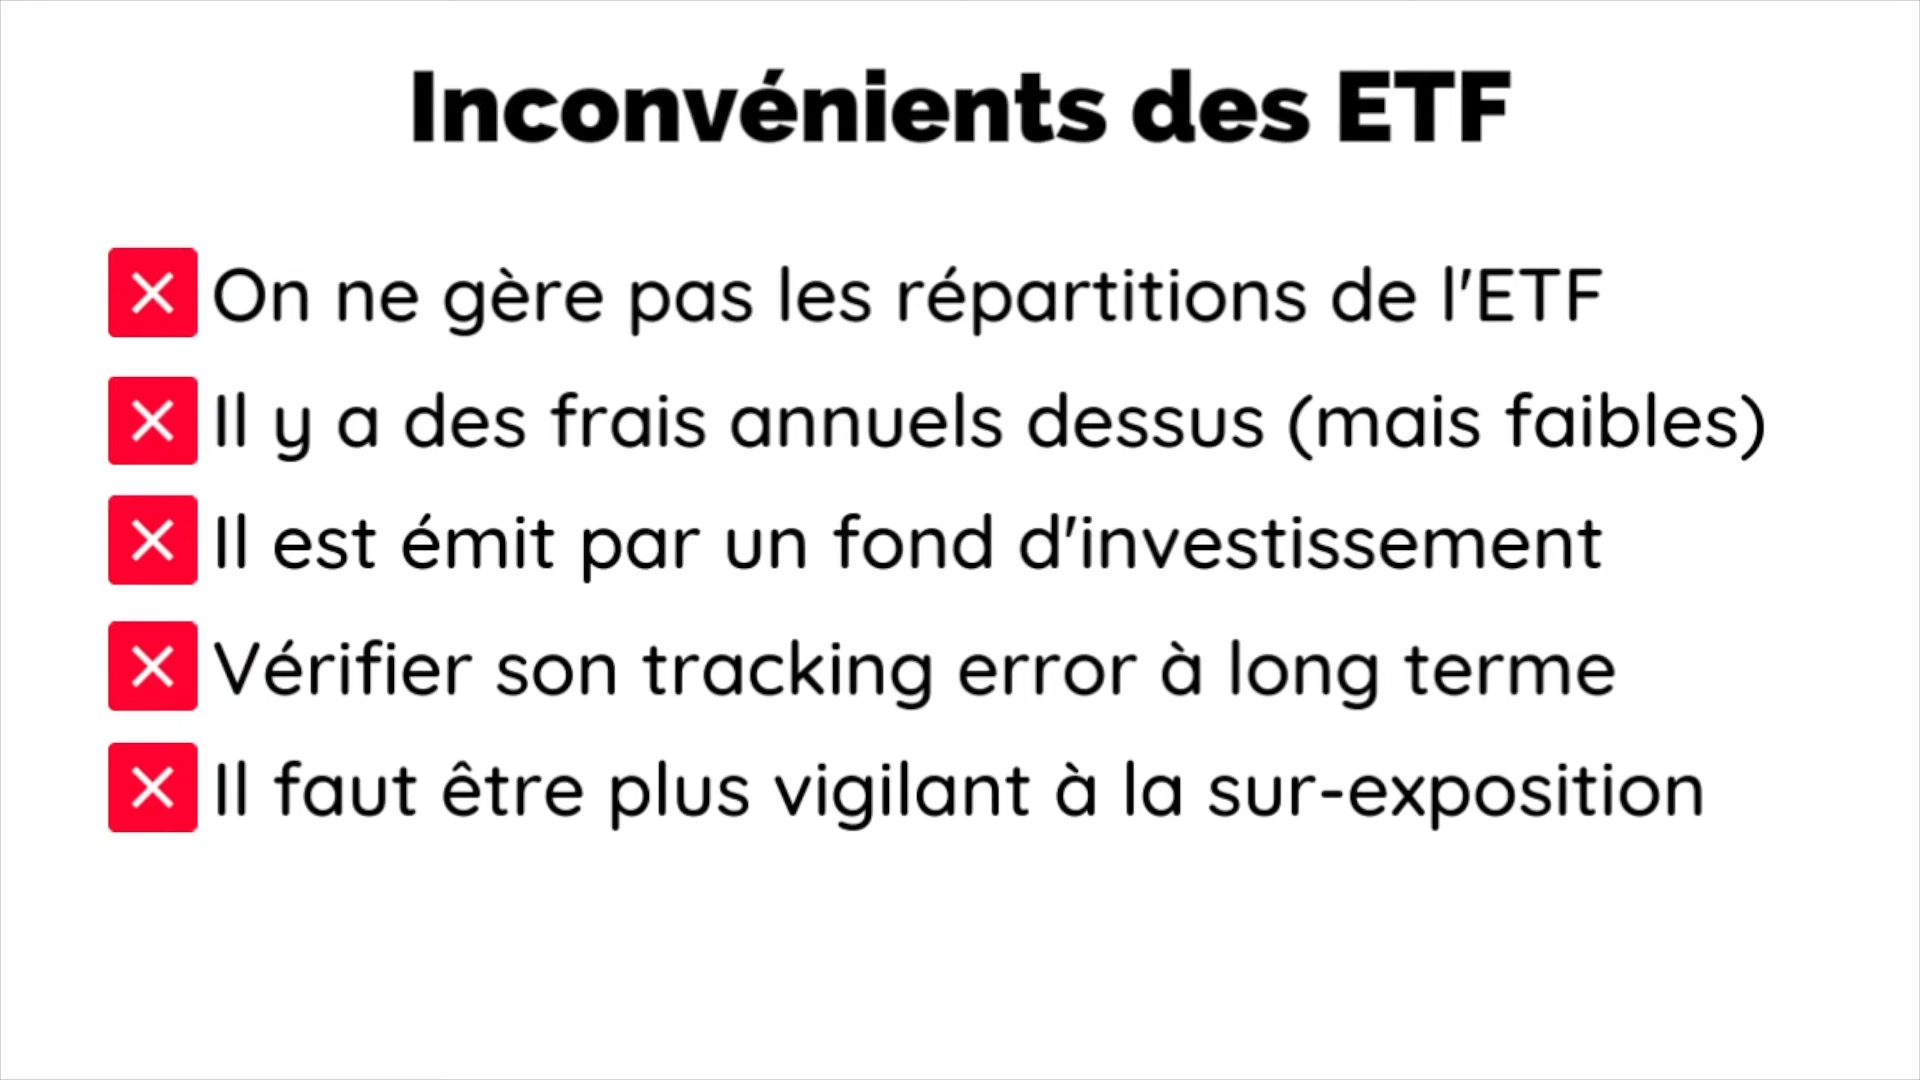 Inconvénients des ETF
On ne gère pas les répartitions de l'ETF
Il y a des frais annuels dessus (mais faibles)
Il est émit par un fond d'investissement
Vérifier son tracking error à long terme
Il faut être plus vigilant à la sur-exposition